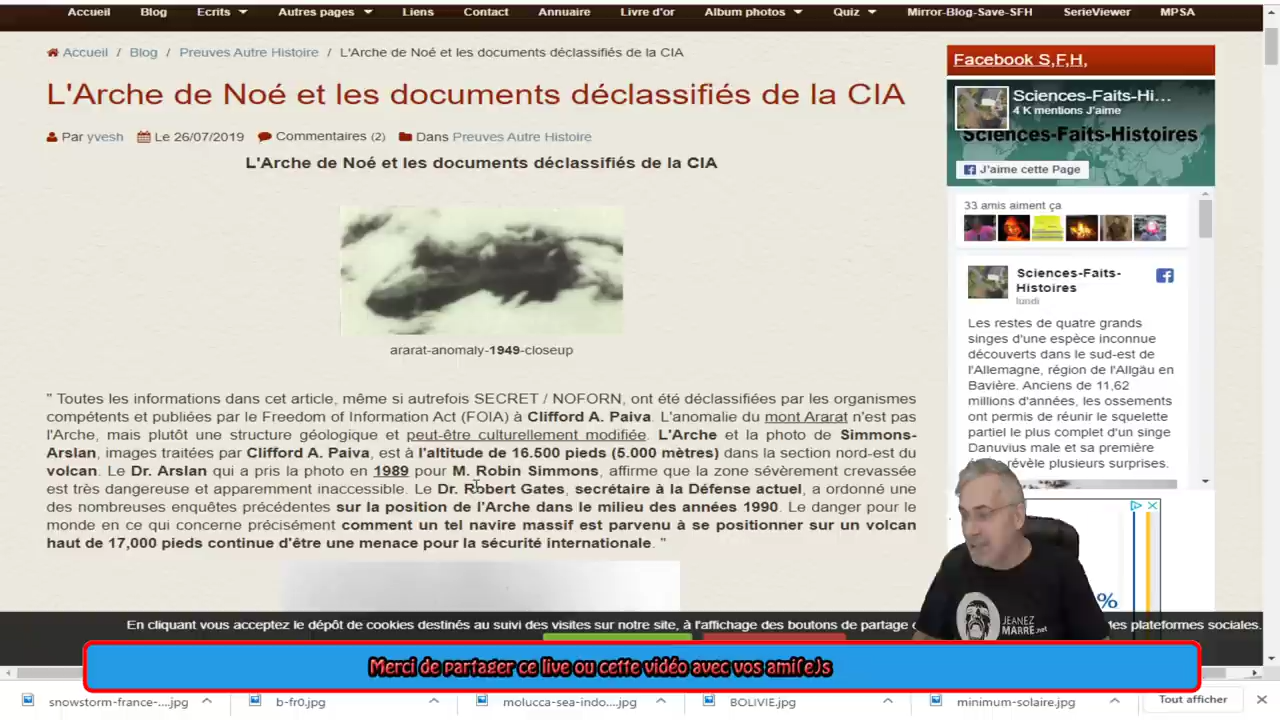 Accueil Blog Ecrits Autres pages Liens Contact Annuaire Livre d'or Album photos Quiz Mirror-Blog-Save-SFH SerieViewer MPSA
Accueil / Blog / Preuves Autre Histoire / L'Arche de Noé et les documents déclassifiés de la CIA
L'Arche de Noé et les documents déclassifiés de la CIA
Par yvesh Le 26/07/2019 Commentaires (2) Dans Preuves Autre Histoire
L'Arche de Noé et les documents déclassifiés de la CIA
ararat-anomaly-1949-closeup
" Toutes les informations dans cet article, même si autrefois SECRET / NOFORN, ont été déclassifiées par les organismes
compétents et publiées par le Freedom of Information Act (FOIA) à Clifford A. Paiva. L'anomalie du mont Ararat n'est pas
l'Arche, mais plutôt une structure géologique et peut-être culturellement modifiée. L'Arche et la photo de Simmons-
Arslan, images traitées par Clifford A. Paiva, est à l'altitude de 16.500 pieds (5.000 mètres) dans la section nord-est du
volcan. Le Dr. Arslan qui a pris la photo en 1989 pour M. Robin Simmons, affirme que la zone sévèrement crevassée
est très dangereuse et apparemment inaccessible. Le Dr. Robert Gates, secrétaire à la Défense actuel, a ordonné une
des nombreuses enquêtes précédentes sur la position de l'Arche dans le milieu des années 1990. Le danger pour le
monde en ce qui concerne précisément comment un tel navire massif est parvenu à se positionner sur un volcan
haut de 17,000 pieds continue d'être une menace pour la sécurité internationale. "
Facebook S,F,H,
Sciences-Faits-Hi...
4 K mentions J'aime
Sciences-Faits-Histoires
J'aime cette Page
33 amis aiment ça
Sciences-Faits-
Histoires
lundi
Les restes de quatre grands
singes d'une espèce inconnue
découverts dans le sud-est de
l'Allemagne, région de l'Allgäu en
Bavière. Anciens de 11,62
millions d'années, les ossements
ont permis de réunir le squelette
partiel le plus complet d'un singe
Danuvius male et sa première
révèle plusieurs surprises.
%
JEANEZ
MARRE.net
En cliquant vous acceptez le dépôt de cookies destinés au suivi des visites sur notre site, à l'affichage des boutons de partage des plateformes sociales.
Merci de partager ce live ou cette vidéo avec vos ami(e)s
snowstorm-france-....jpg b-fr0.jpg molucca-sea-indo....jpg BOLIVIE.jpg minimum-solaire.jpg Tout afficher